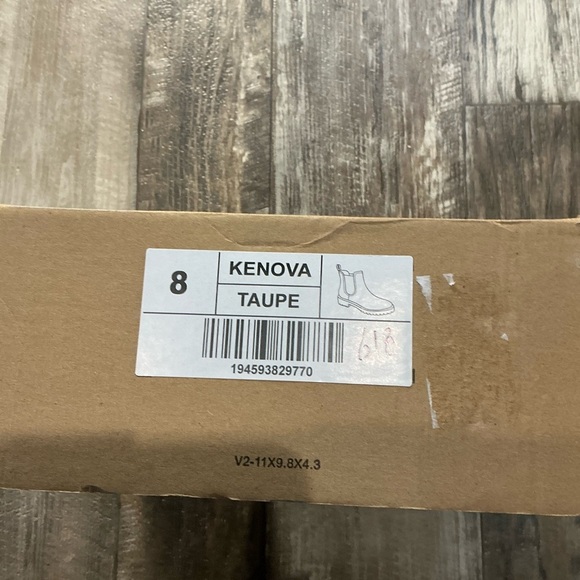 8
KENOVA
TAUPE
194593829770
618
V2-11X9.8X4.3